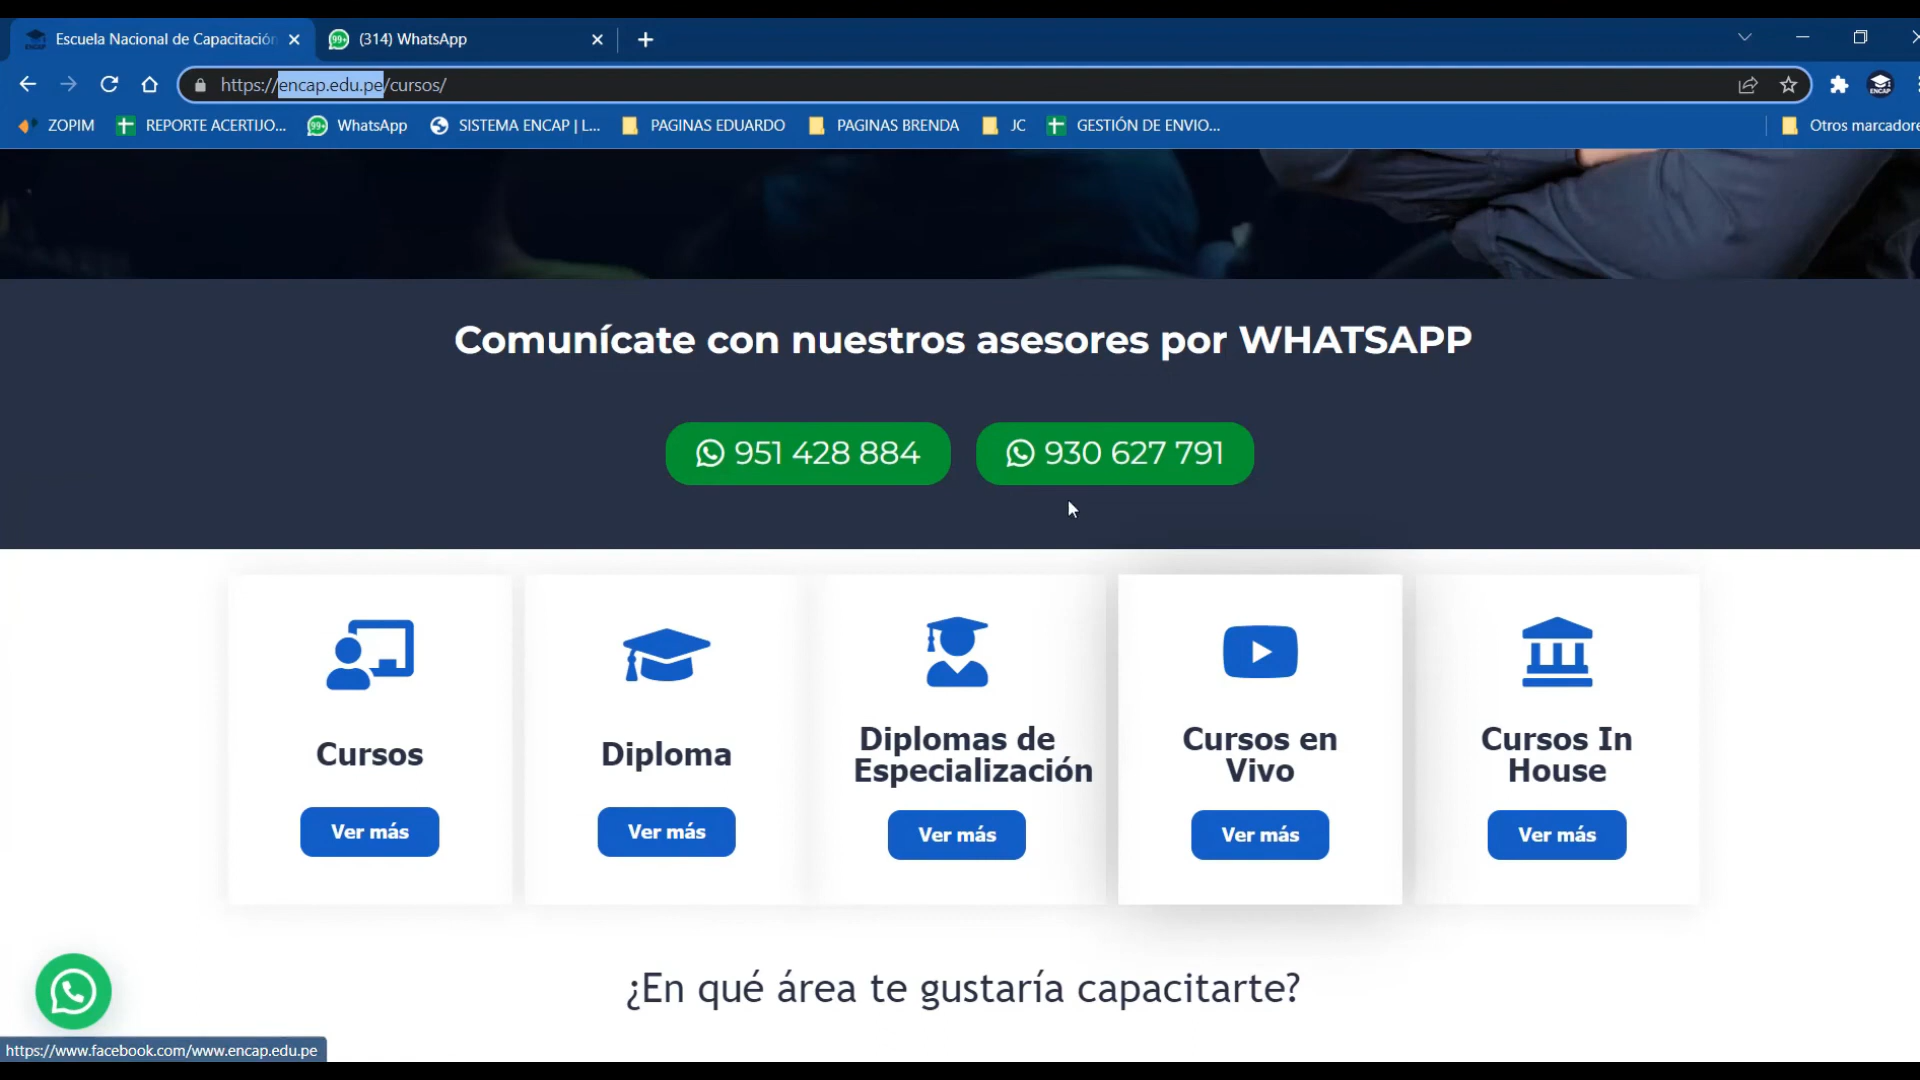 Escuela Nacional de Capacitación
(314) WhatsApp
https://encap.edu.pe/cursos/
ENCAP
ZOPIM
REPORTE ACERTIJO...
99+
WhatsApp
SISTEMA ENCAP | L...
PAGINAS EDUARDO
PAGINAS BRENDA
JC
GESTIÓN DE ENVIO...
Otros marcadore
Comunícate con nuestros asesores por WHATSAPP
951 428 884
930 627 791
Cursos
Ver más
Diploma
Ver más
Diplomas de
Especialización
Ver más
Cursos en
Vivo
Ver más
Cursos In
House
Ver más
¿En qué área te gustaría capacitarte?
https://www.facebook.com/www.encap.edu.pe